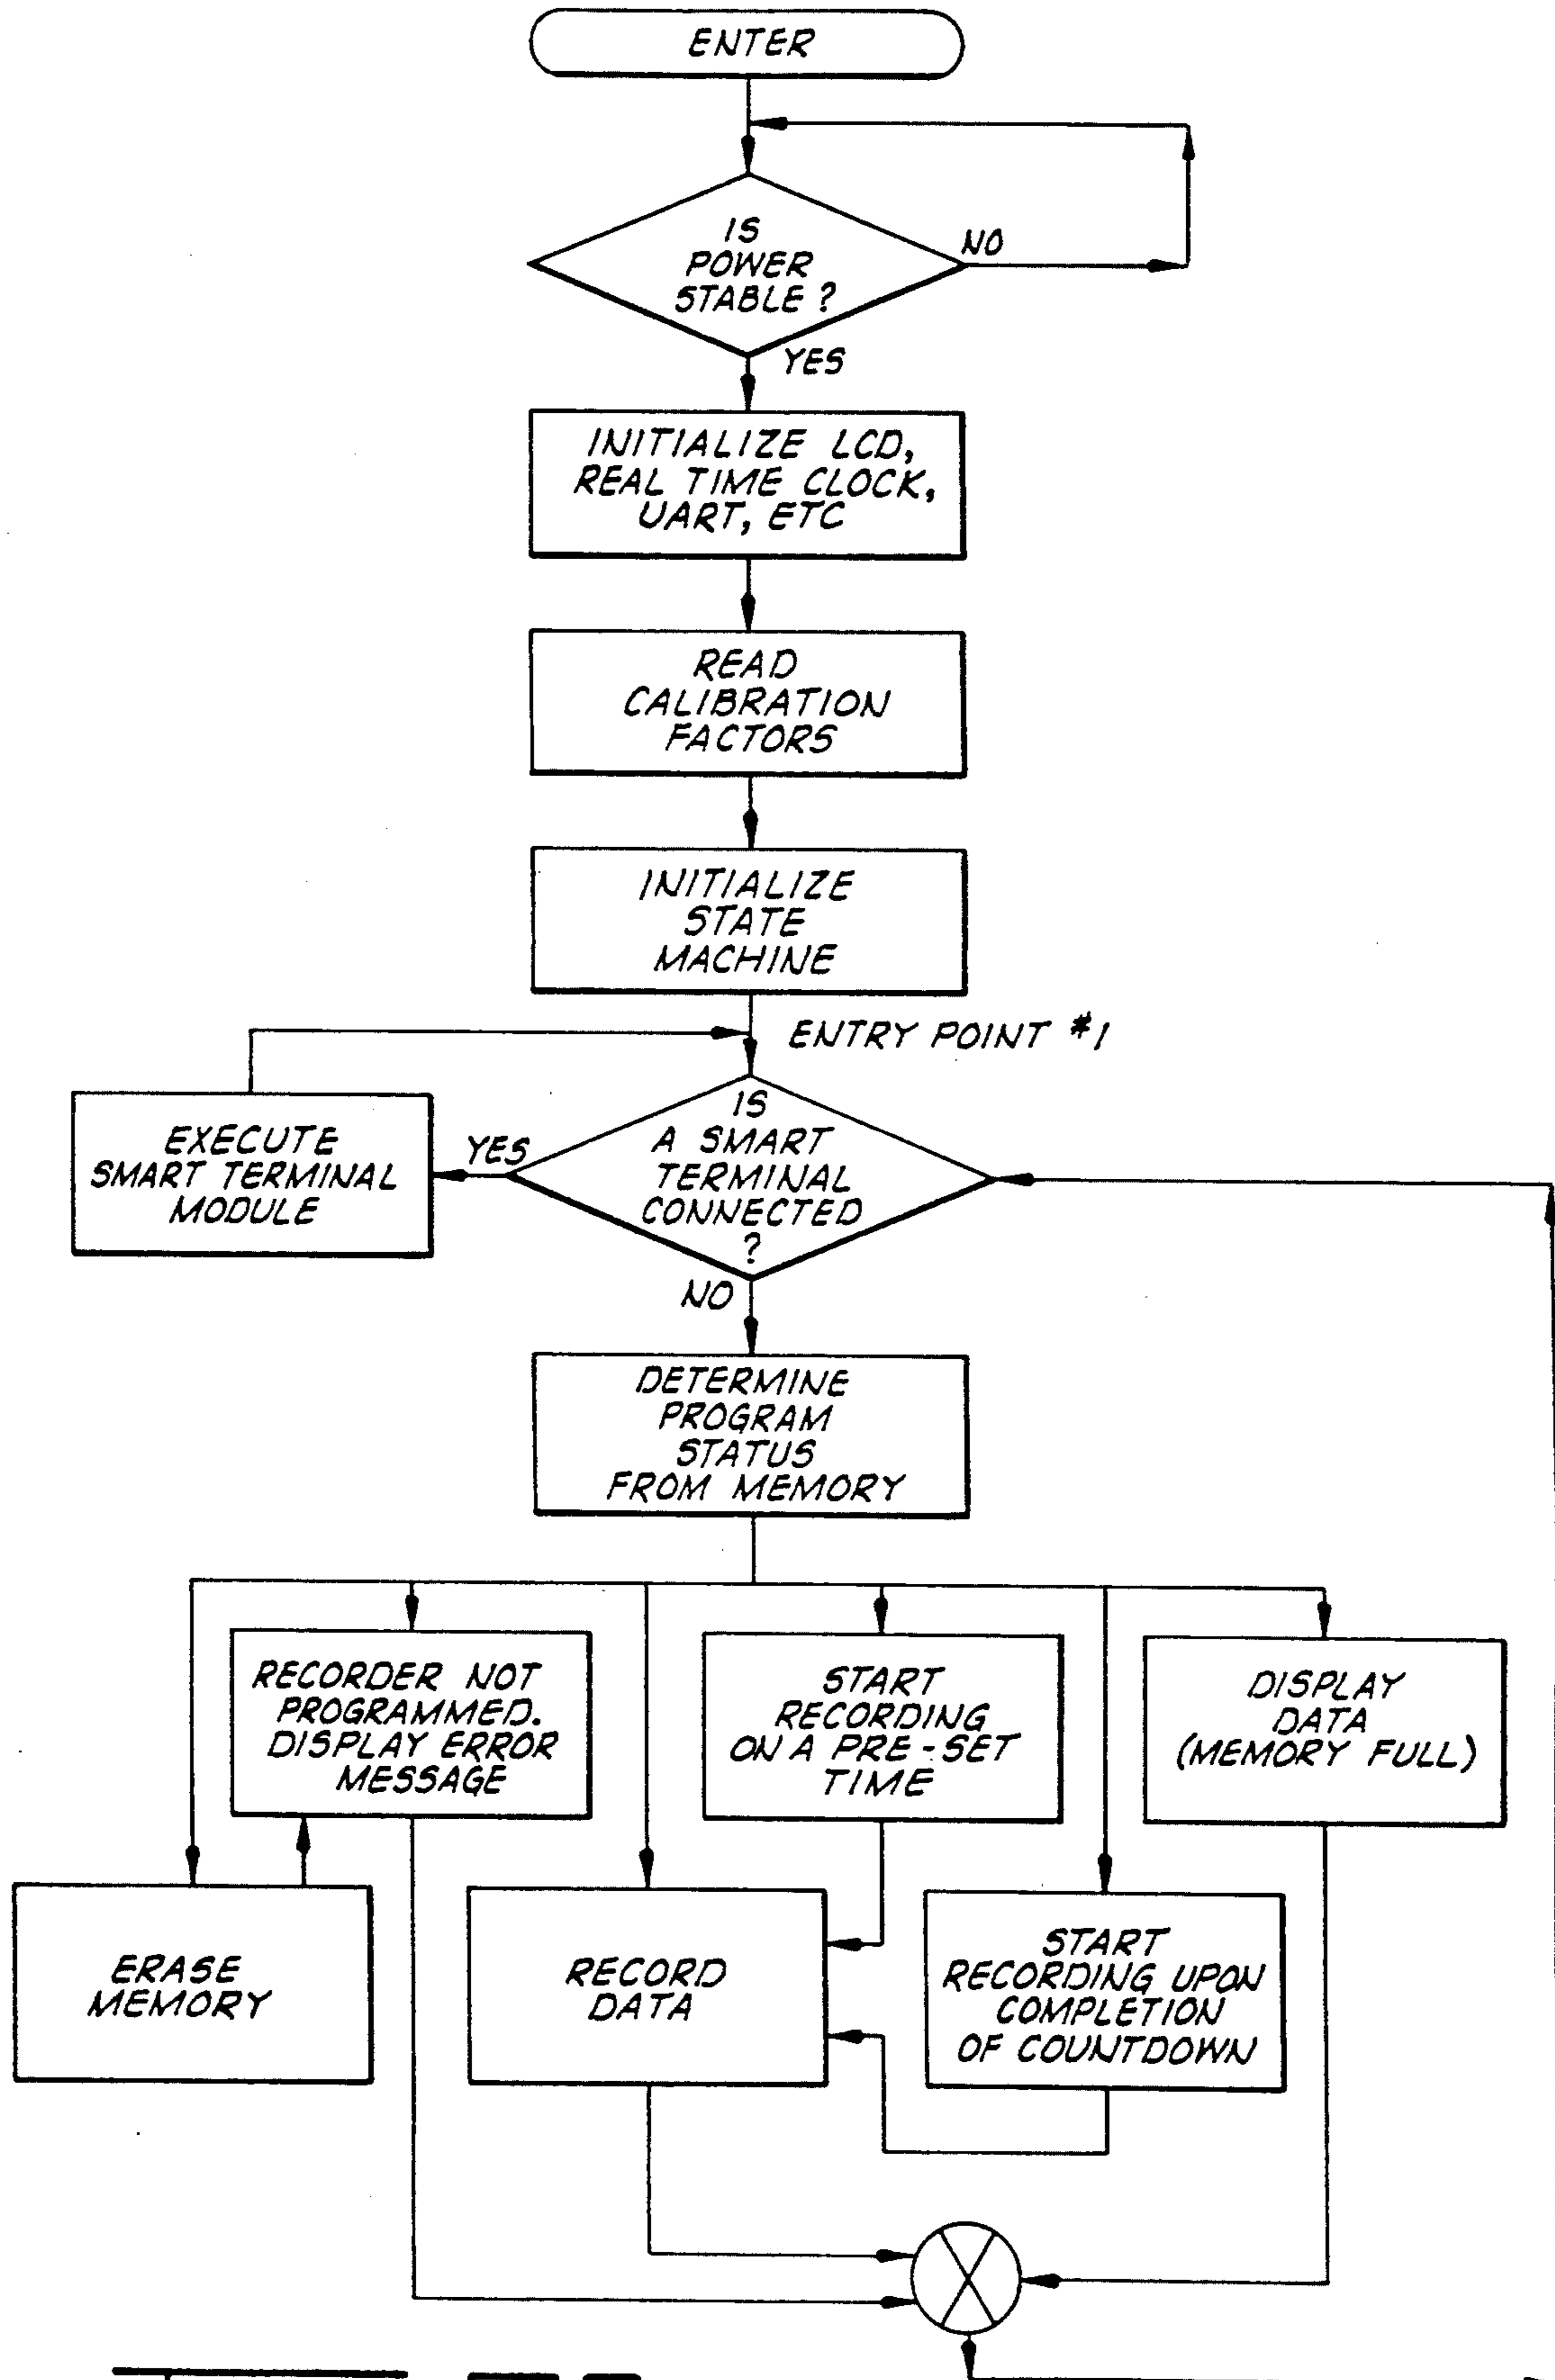 ENTER
IS
POWER
STABLE ?
NO
YES
INITIALIZE LCD,
REAL TIME CLOCK,
UART, ETC
READ
CALIBRATION
FACTORS
INITIALIZE
STATE
MACHINE
ENTRY POINT #1
EXECUTE
SMART TERMINAL
MODULE
YES
IS
A SMART
TERMINAL
CONNECTED
?
NO
DETERMINE
PROGRAM
STATUS
FROM MEMORY
RECORDER NOT
PROGRAMMED.
DISPLAY ERROR
MESSAGE
START
RECORDING
ON A PRE-SET
TIME
DISPLAY
DATA
(MEMORY FULL)
ERASE
MEMORY
RECORD
DATA
START
RECORDING UPON
COMPLETION
OF COUNTDOWN